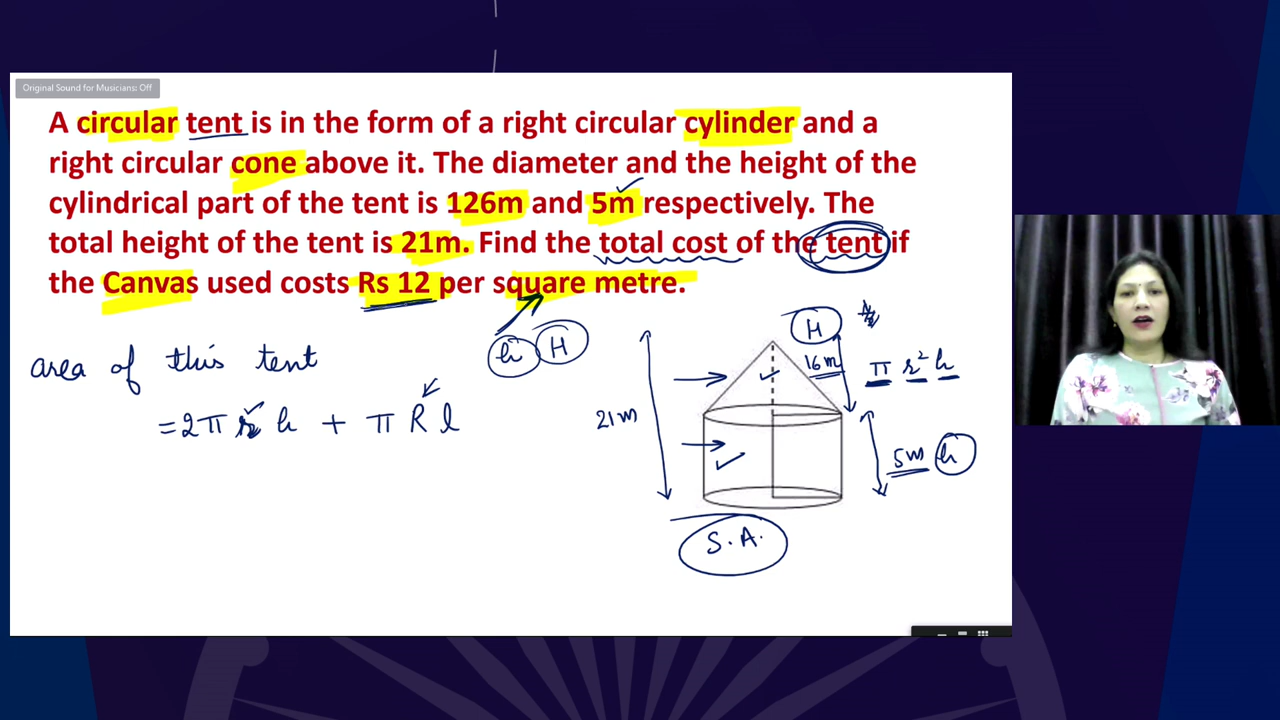 Original Sound for Musicians: Off
A circular tent is in the form of a right circular cylinder and a
right circular cone above it. The diameter and the height of the
cylindrical part of the tent is 126m and 5m respectively. The
total height of the tent is 21m. Find the total cost of the tent if
the Canvas used costs Rs 12 per square metre.
area of this tent
= 2π r h + π R l
h H
H
16m
π r² h
21m
5m h
S.A.